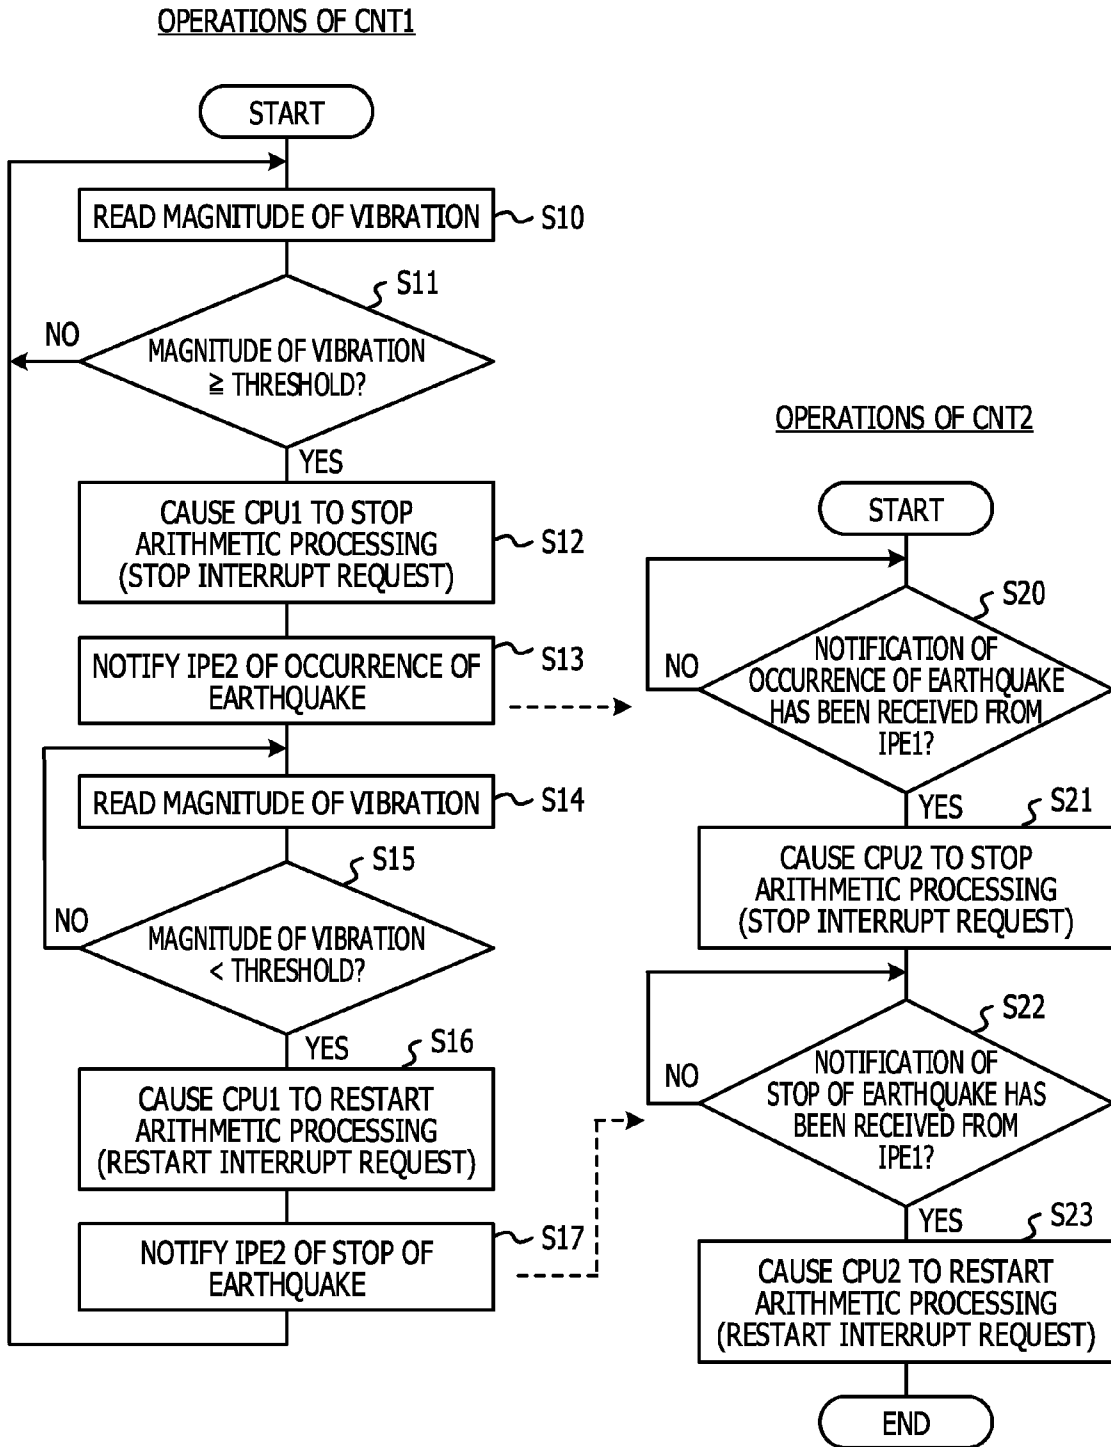 OPERATIONS OF CNT1
START
READ MAGNITUDE OF VIBRATION
S10
S11
NO
MAGNITUDE OF VIBRATION
≧ THRESHOLD?
YES
CAUSE CPU1 TO STOP
ARITHMETIC PROCESSING
(STOP INTERRUPT REQUEST)
S12
NOTIFY IPE2 OF OCCURRENCE OF
EARTHQUAKE
S13
READ MAGNITUDE OF VIBRATION
S14
S15
NO
MAGNITUDE OF VIBRATION
< THRESHOLD?
YES
S16
CAUSE CPU1 TO RESTART
ARITHMETIC PROCESSING
(RESTART INTERRUPT REQUEST)
NOTIFY IPE2 OF STOP OF
EARTHQUAKE
S17
OPERATIONS OF CNT2
START
S20
NO
NOTIFICATION OF
OCCURRENCE OF EARTHQUAKE
HAS BEEN RECEIVED FROM
IPE1?
YES
S21
CAUSE CPU2 TO STOP
ARITHMETIC PROCESSING
(STOP INTERRUPT REQUEST)
S22
NO
NOTIFICATION OF
STOP OF EARTHQUAKE HAS
BEEN RECEIVED FROM
IPE1?
YES
S23
CAUSE CPU2 TO RESTART
ARITHMETIC PROCESSING
(RESTART INTERRUPT REQUEST)
END